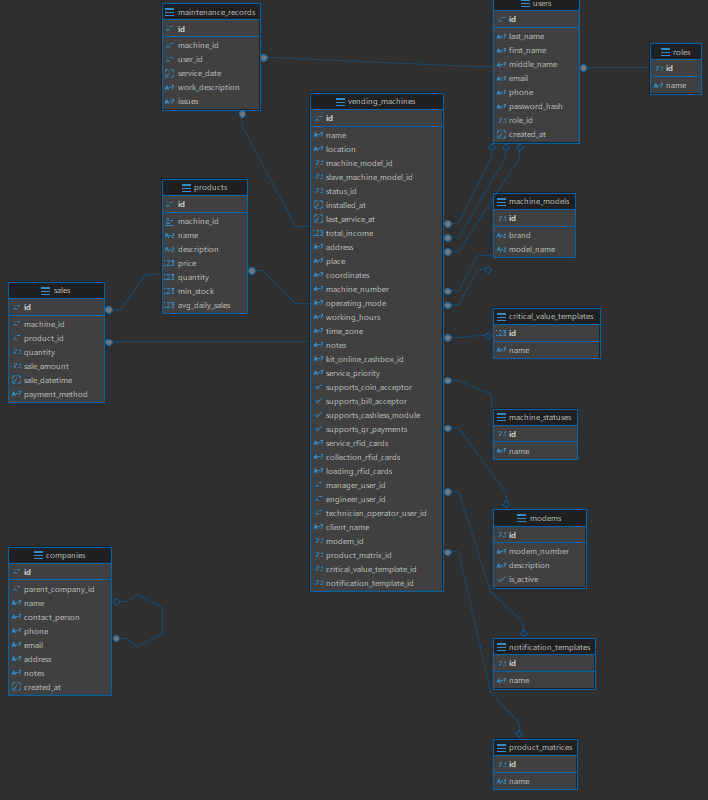 maintenance_records
id
machine_id
user_id
service_date
work_description
issues
users
id
last_name
first_name
middle_name
email
phone
password_hash
role_id
created_at
roles
id
name
vending_machines
id
name
location
machine_model_id
slave_machine_model_id
status_id
installed_at
last_service_at
total_income
address
place
coordinates
machine_number
operating_mode
working_hours
time_zone
notes
kit_online_cashbox_id
service_priority
supports_coin_acceptor
supports_bill_acceptor
supports_cashless_module
supports_qr_payments
service_rfid_cards
collection_rfid_cards
loading_rfid_cards
manager_user_id
engineer_user_id
technician_operator_user_id
client_name
modem_id
product_matrix_id
critical_value_template_id
notification_template_id
products
id
machine_id
name
description
price
quantity
min_stock
avg_daily_sales
machine_models
id
brand
model_name
sales
id
machine_id
product_id
quantity
sale_amount
sale_datetime
payment_method
critical_value_templates
id
name
machine_statuses
id
name
modems
id
modem_number
description
is_active
companies
id
parent_company_id
name
contact_person
phone
email
address
notes
created_at
notification_templates
id
name
product_matrices
id
name